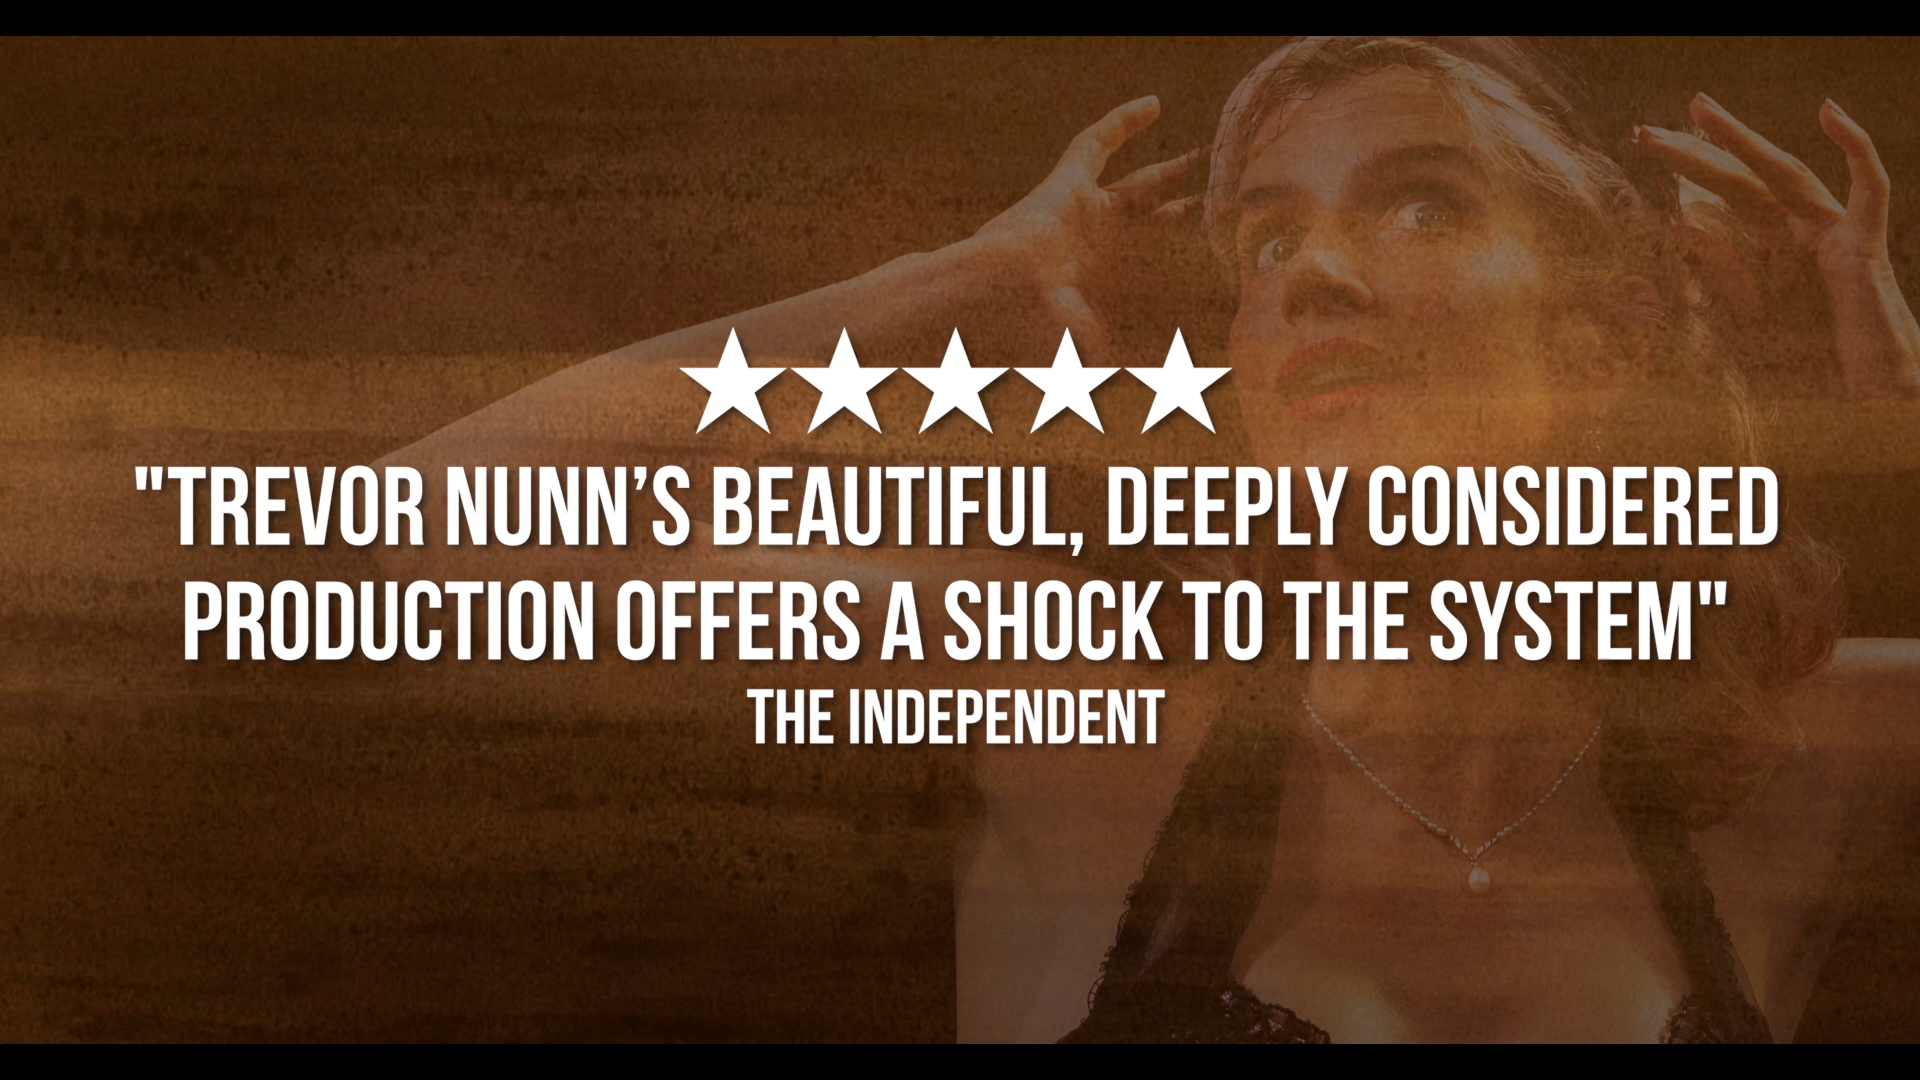 ★★★★★
"TREVOR NUNN’S BEAUTIFUL, DEEPLY CONSIDERED
PRODUCTION OFFERS A SHOCK TO THE SYSTEM"
THE INDEPENDENT